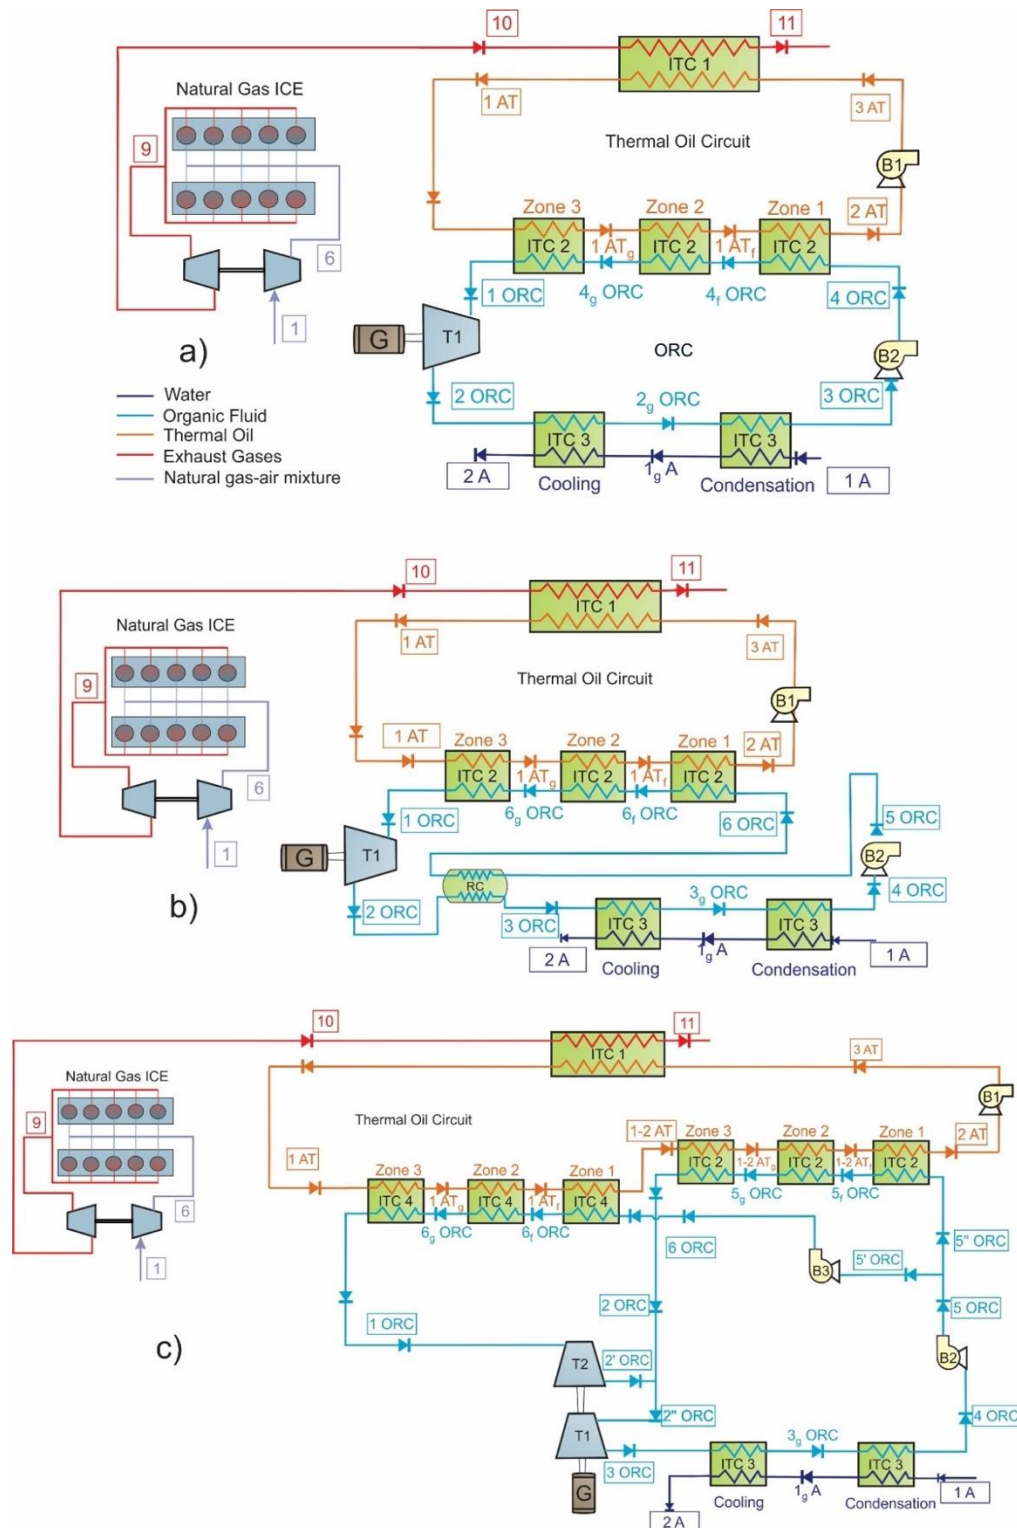 10
11
ITC 1
Natural Gas ICE
1 AT
3 AT
Thermal Oil Circuit
9
B1
Zone 3
Zone 2
Zone 1
2 AT
ITC 2
ITC 2
ITC 2
1 ATg
1 ATf
6
1 ORC
4g ORC
4f ORC
4 ORC
1
G
T1
ORC
B2
a)
Water
Organic Fluid
Thermal Oil
Exhaust Gases
Natural gas-air mixture
2 ORC
2g ORC
3 ORC
ITC 3
ITC 3
2 A
1g A
1 A
Cooling
Condensation
10
11
ITC 1
Natural Gas ICE
1 AT
3 AT
Thermal Oil Circuit
9
B1
1 AT
Zone 3
Zone 2
Zone 1
2 AT
ITC 2
ITC 2
ITC 2
1 ATg
1 ATf
6
1 ORC
6g ORC
6f ORC
6 ORC
5 ORC
1
G
T1
B2
RC
b)
2 ORC
3g ORC
4 ORC
3 ORC
ITC 3
ITC 3
2 A
1g A
1 A
Cooling
Condensation
10
11
ITC 1
3 AT
Natural Gas ICE
B1
9
Thermal Oil Circuit
1-2 AT
Zone 3
Zone 2
Zone 1
2 AT
ITC 2
ITC 2
ITC 2
1-2 ATg
1-2 ATf
5g ORC
5f ORC
1 AT
Zone 3
Zone 2
Zone 1
ITC 4
ITC 4
ITC 4
1 ATg
1 ATf
6g ORC
6f ORC
6
6 ORC
5'' ORC
1
B3
5' ORC
2 ORC
5 ORC
1 ORC
c)
T2
2' ORC
B2
2'' ORC
4 ORC
T1
3g ORC
3 ORC
ITC 3
ITC 3
G
1g A
1 A
Cooling
Condensation
2 A